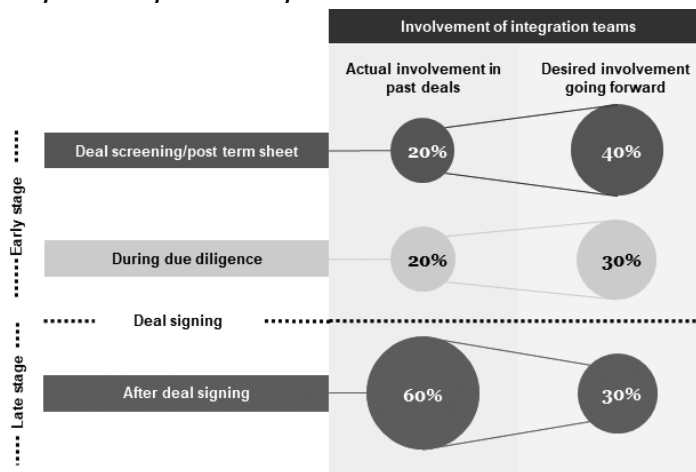 Involvement of integration teams
Actual involvement in
past deals
Desired involvement
going forward
Early stage
Deal screening/post term sheet
20%
40%
During due diligence
20%
30%
Deal signing
Late stage
After deal signing
60%
30%